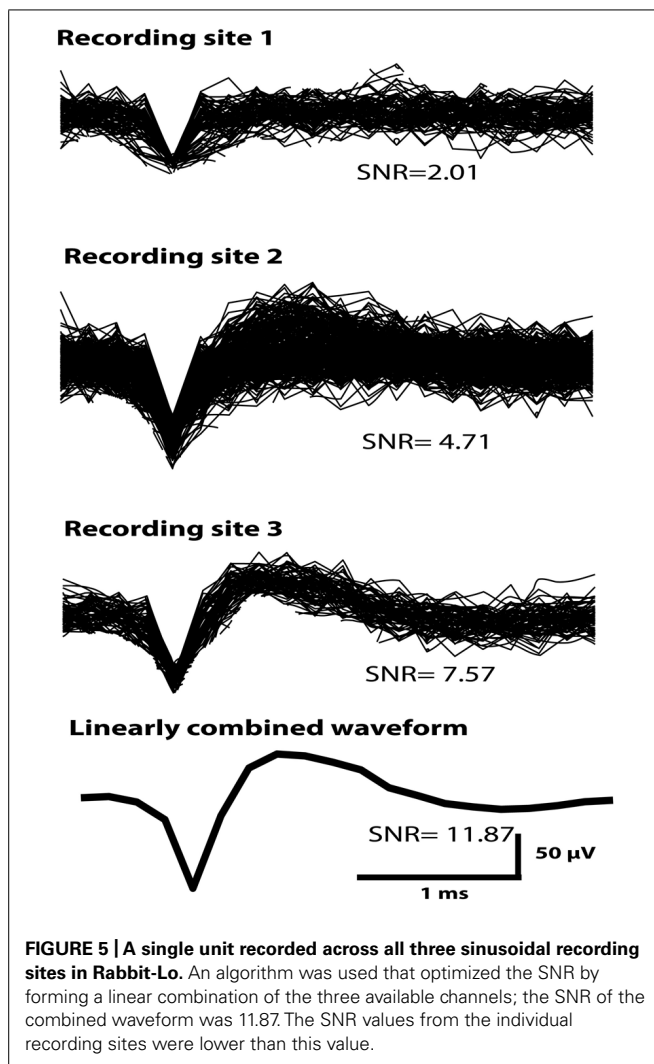 Recording site 1
SNR=2.01
Recording site 2
SNR= 4.71
Recording site 3
SNR= 7.57
Linearly combined waveform
SNR= 11.87
50 µV
1 ms
FIGURE 5 | A single unit recorded across all three sinusoidal recording
sites in Rabbit-Lo. An algorithm was used that optimized the SNR by
forming a linear combination of the three available channels; the SNR of the
combined waveform was 11.87. The SNR values from the individual
recording sites were lower than this value.